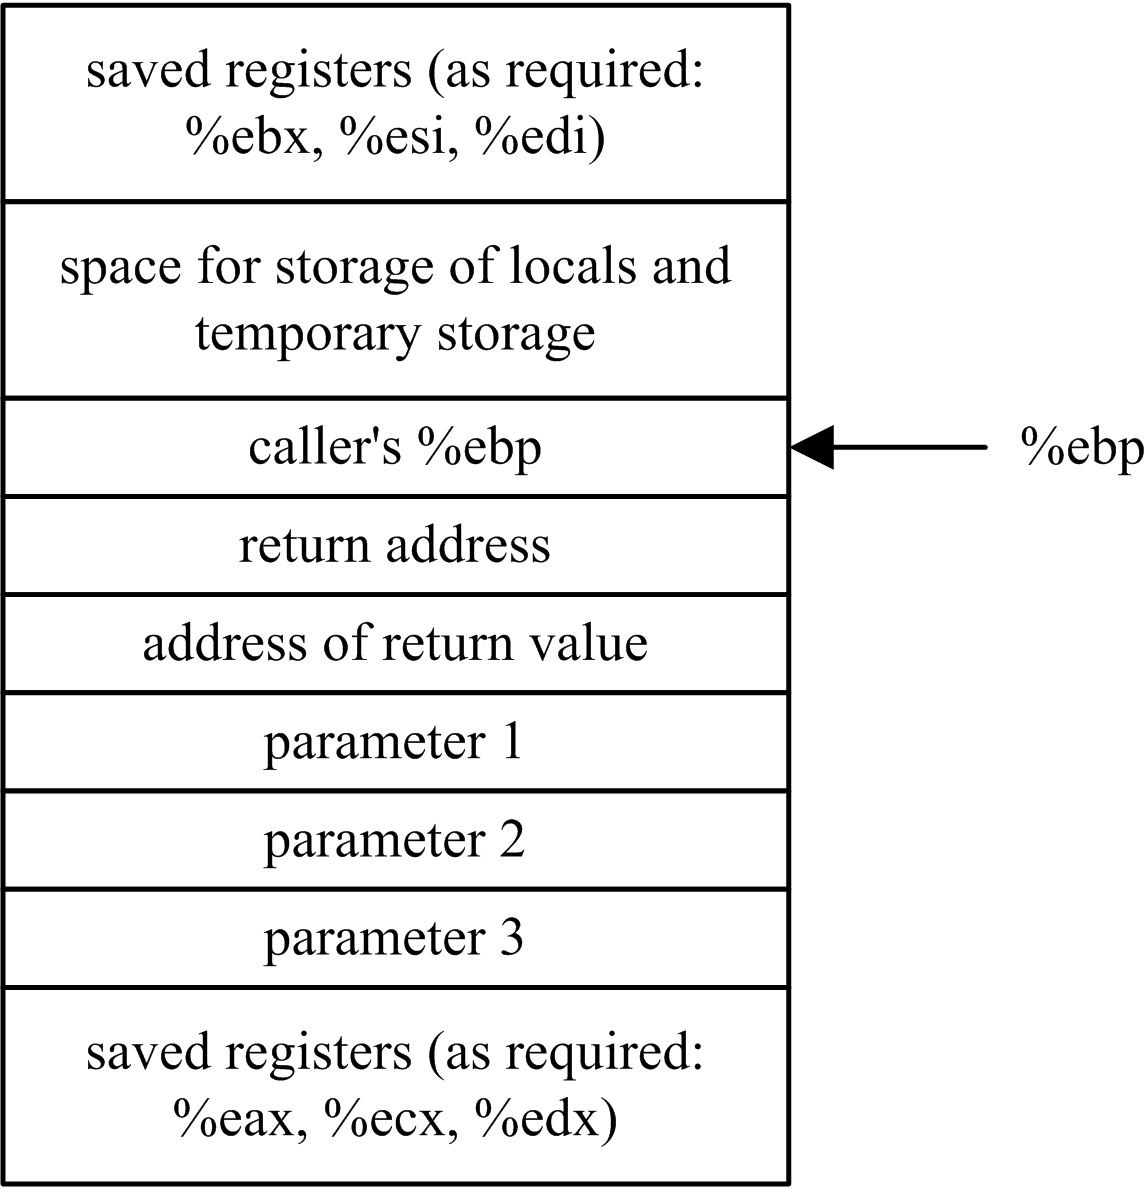 saved registers (as required:
%ebx, %esi, %edi)
space for storage of locals and
temporary storage
caller's %ebp
%ebp
return address
address of return value
parameter 1
parameter 2
parameter 3
saved registers (as required:
%eax, %ecx, %edx)